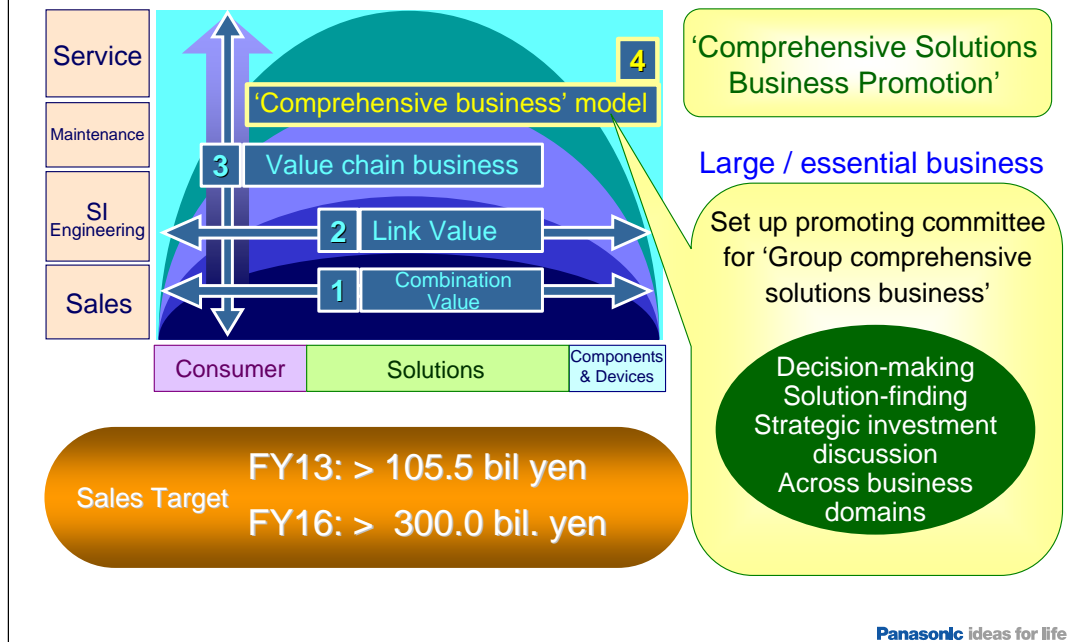 Service
Maintenance
SI
Engineering
Sales
4
‘Comprehensive business’ model
3
Value chain business
2
Link Value
1
Combination
Value
Consumer
Solutions
Components
& Devices
Sales Target
FY13: > 105.5 bil yen
FY16: > 300.0 bil. yen
‘Comprehensive Solutions
Business Promotion’
Large / essential business
Set up promoting committee
for ‘Group comprehensive
solutions business’
Decision-making
Solution-finding
Strategic investment
discussion
Across business
domains
Panasonic ideas for life